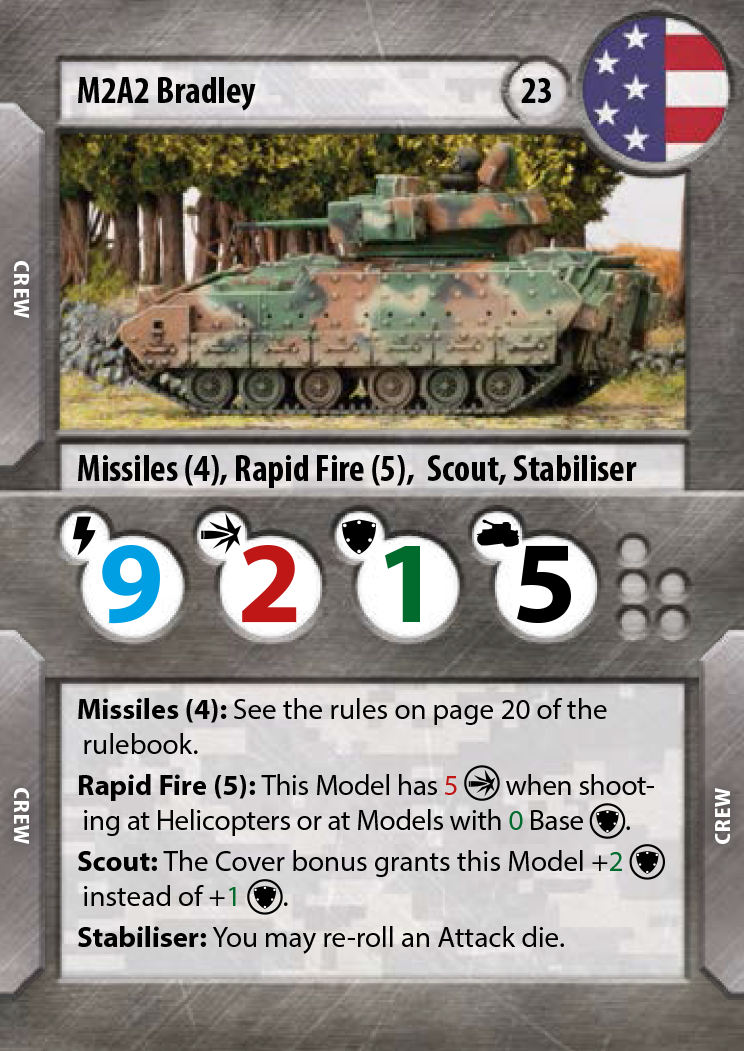 M2A2 Bradley
23
CREW
Missiles (4), Rapid Fire (5), Scout, Stabiliser
9
2
1
5
Missiles (4): See the rules on page 20 of the
rulebook.
Rapid Fire (5): This Model has 5 when shoot-
ing at Helicopters or at Models with 0 Base .
Scout: The Cover bonus grants this Model +2
instead of +1 .
Stabiliser: You may re-roll an Attack die.
CREW
CREW